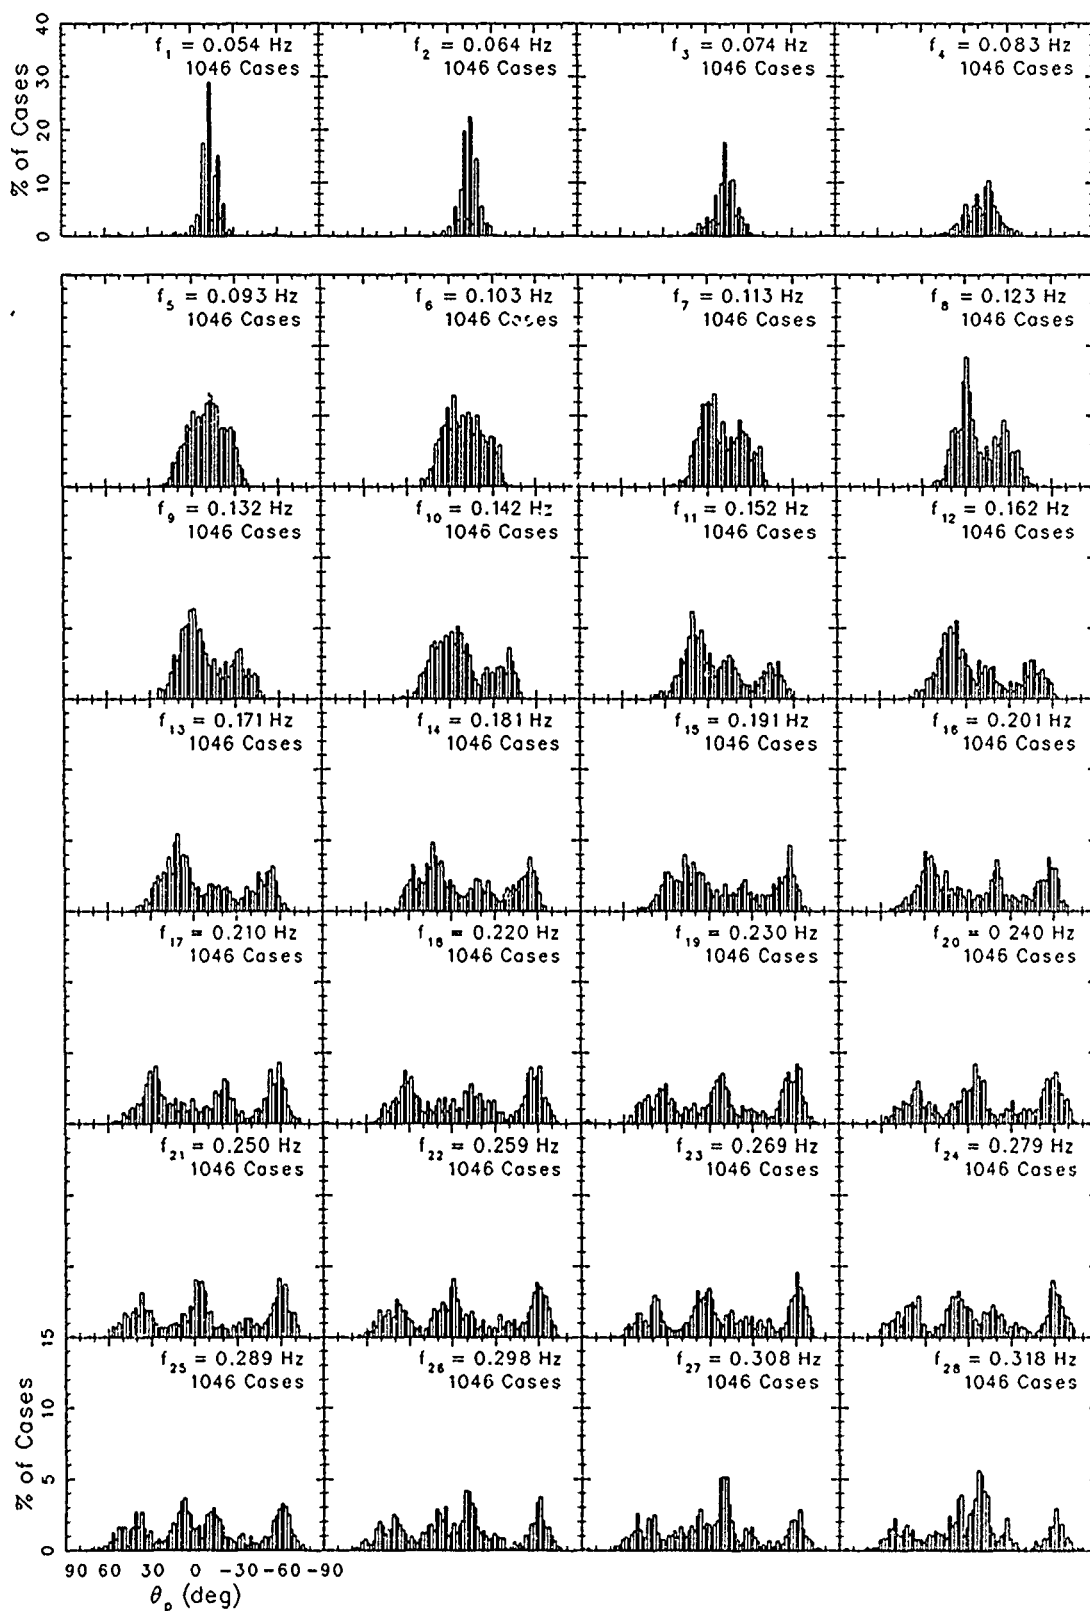 40
f1 = 0.054 Hz
1046 Cases
f2 = 0.064 Hz
1046 Cases
f3 = 0.074 Hz
1046 Cases
f4 = 0.083 Hz
1046 Cases
30
20
10
0
% of Cases
f5 = 0.093 Hz
1046 Cases
f6 = 0.103 Hz
1046 Cases
f7 = 0.113 Hz
1046 Cases
f8 = 0.123 Hz
1046 Cases
f9 = 0.132 Hz
1046 Cases
f10 = 0.142 Hz
1046 Cases
f11 = 0.152 Hz
1046 Cases
f12 = 0.162 Hz
1046 Cases
f13 = 0.171 Hz
1046 Cases
f14 = 0.181 Hz
1046 Cases
f15 = 0.191 Hz
1046 Cases
f16 = 0.201 Hz
1046 Cases
f17 = 0.210 Hz
1046 Cases
f18 = 0.220 Hz
1046 Cases
f19 = 0.230 Hz
1046 Cases
f20 = 0.240 Hz
1046 Cases
f21 = 0.250 Hz
1046 Cases
f22 = 0.259 Hz
1046 Cases
f23 = 0.269 Hz
1046 Cases
f24 = 0.279 Hz
1046 Cases
15
f25 = 0.289 Hz
1046 Cases
f26 = 0.298 Hz
1046 Cases
f27 = 0.308 Hz
1046 Cases
f28 = 0.318 Hz
1046 Cases
10
5
0
% of Cases
90 60 30 0 -30 -60 -90
θp (deg)